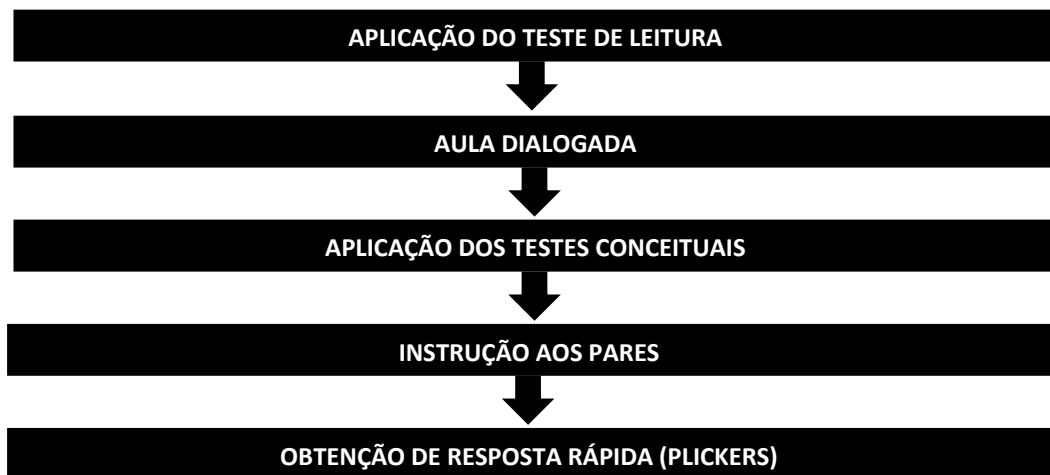 APLICAÇÃO DO TESTE DE LEITURA
AULA DIALOGADA
APLICAÇÃO DOS TESTES CONCEITUAIS
INSTRUÇÃO AOS PARES
OBTENÇÃO DE RESPOSTA RÁPIDA (PLICKERS)